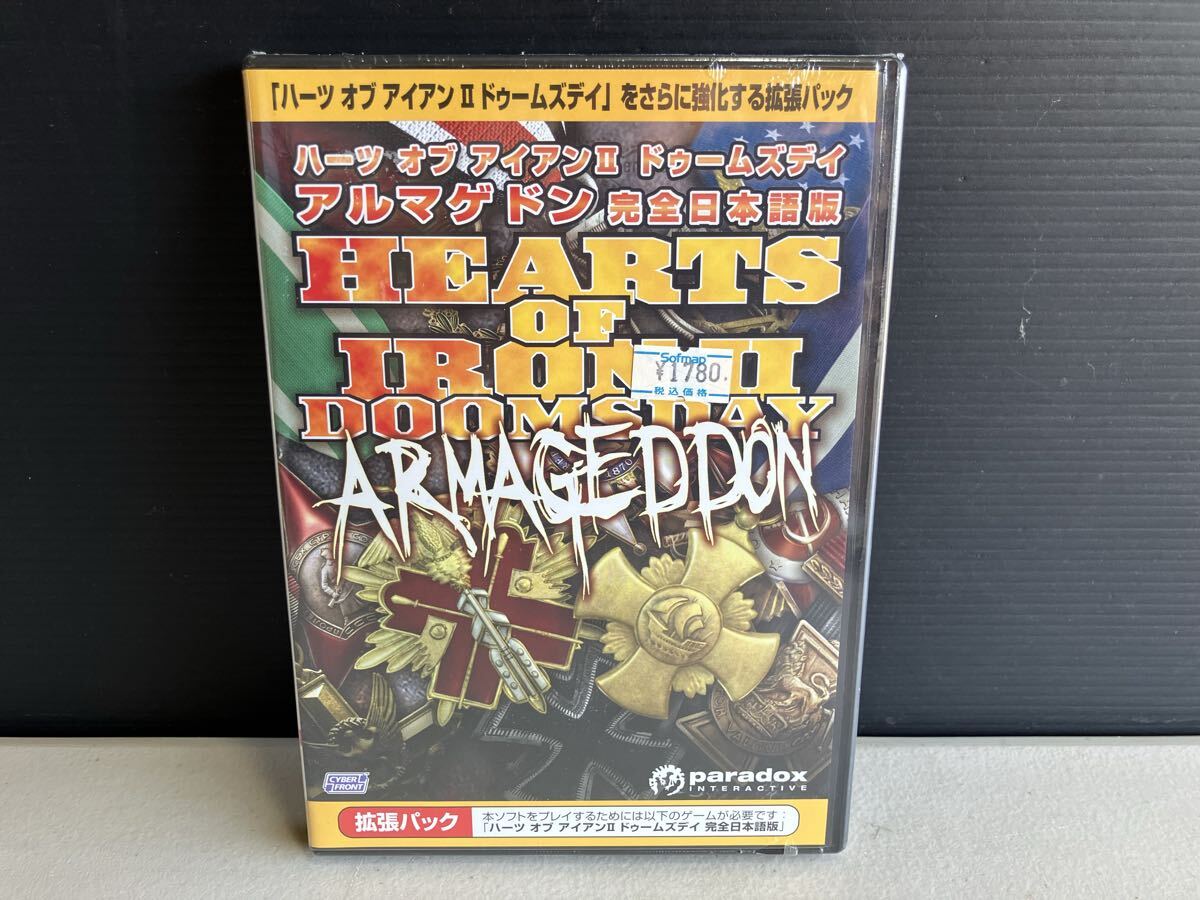 「ハーツ オブ アイアン II ドゥームズデイ」をさらに強化する拡張パック
ハーツ オブ アイアンII ドゥームズデイ
アルマゲドン 完全日本語版
HEARTS
OF
IRON II
DOOMSDAY
ARMAGEDDON
Sofmap
¥1780.
税込価格
1870
CYBER
FRONT
paradox
INTERACTIVE
拡張パック
本ソフトをプレイするためには以下のゲームが必要です：
「ハーツ オブ アイアンII ドゥームズデイ 完全日本語版」